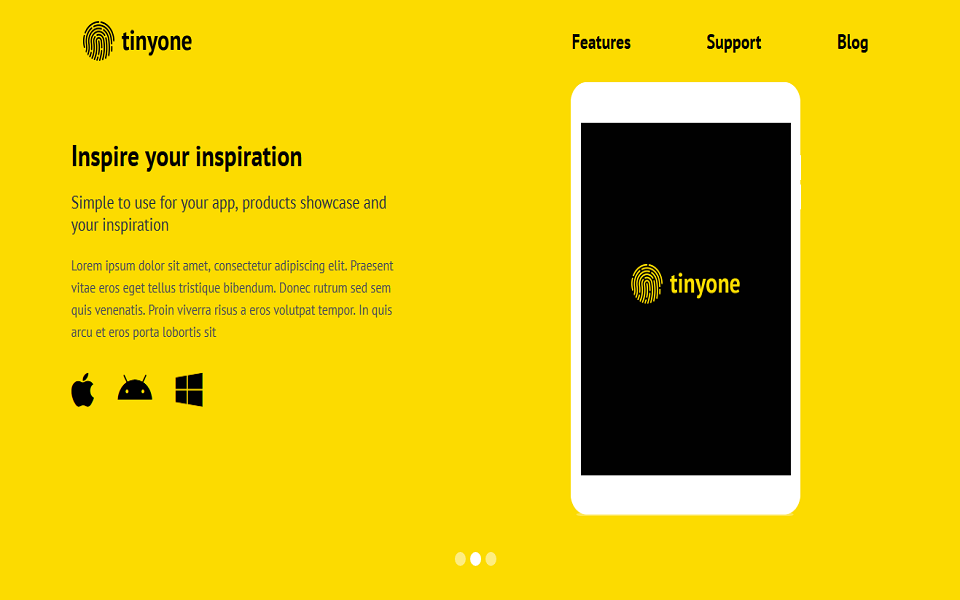 tinyone
Features
Support
Blog
Inspire your inspiration
Simple to use for your app, products showcase and
your inspiration
Lorem ipsum dolor sit amet, consectetur adipiscing elit. Praesent
vitae eros eget tellus tristique bibendum. Donec rutrum sed sem
quis venenatis. Proin viverra risus a eros volutpat tempor. In quis
arcu et eros porta lobortis sit
tinyone